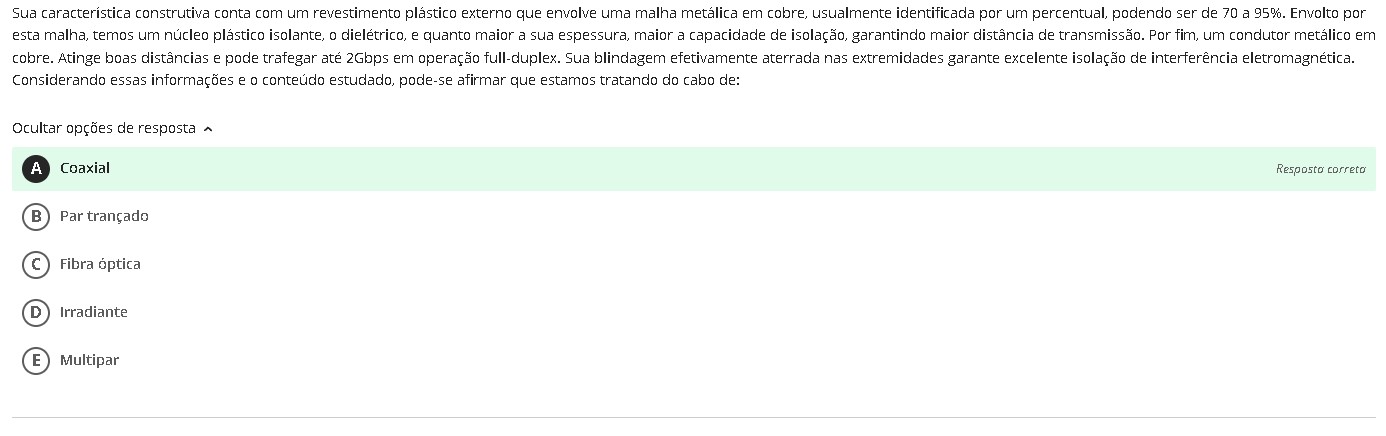 Sua característica construtiva conta com um revestimento plástico externo que envolve uma malha metálica em cobre, usualmente identificada por um percentual, podendo ser de 70 a 95%. Envolto por
esta malha, temos um núcleo plástico isolante, o dielétrico, e quanto maior a sua espessura, maior a capacidade de isolação, garantindo maior distância de transmissão. Por fim, um condutor metálico em
cobre. Atinge boas distâncias e pode trafegar até 2Gbps em operação full-duplex. Sua blindagem efetivamente aterrada nas extremidades garante excelente isolação de interferência eletromagnética.
Considerando essas informações e o conteúdo estudado, pode-se afirmar que estamos tratando do cabo de:
Ocultar opções de resposta
A Coaxial Resposta correta
B Par trançado
C Fibra óptica
D Irradiante
E Multipar